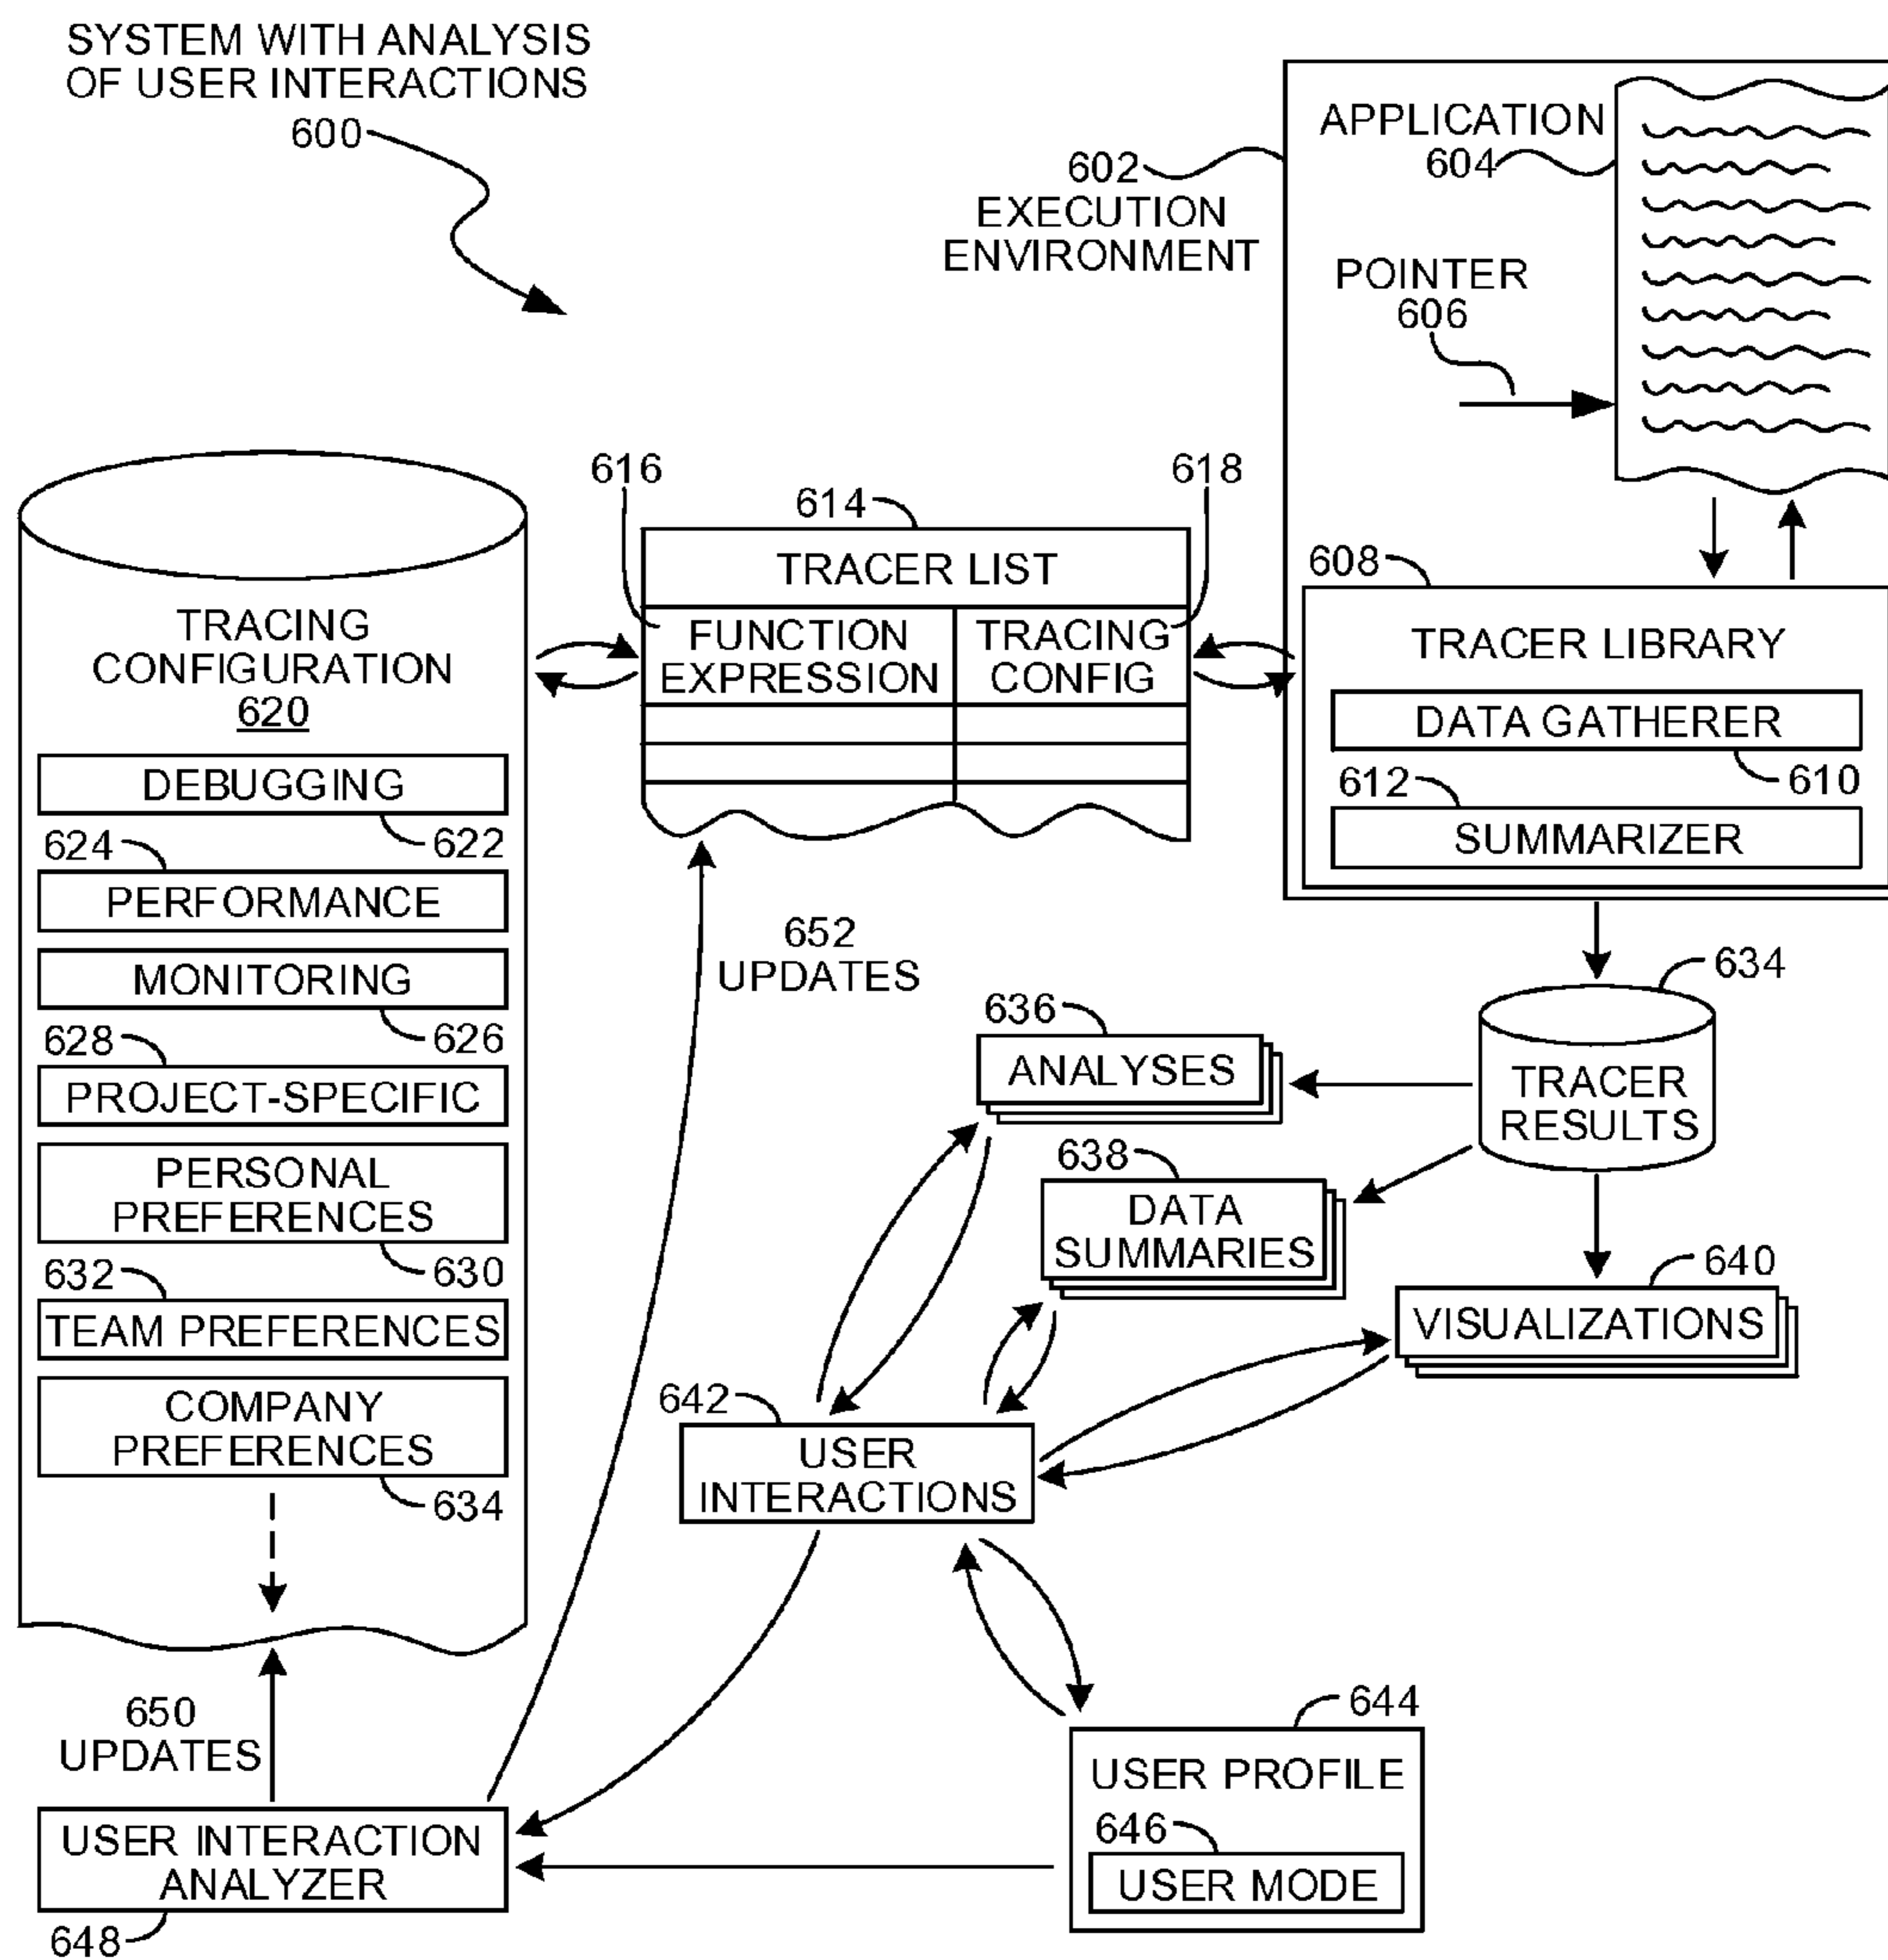 SYSTEM WITH ANALYSIS
OF USER INTERACTIONS
600
602
EXECUTION
ENVIRONMENT
APPLICATION
604
POINTER
606
608
TRACER LIBRARY
DATA GATHERER
610
612
SUMMARIZER
616
614
618
TRACER LIST
FUNCTION
EXPRESSION
TRACING
CONFIG
TRACING
CONFIGURATION
620
DEBUGGING
622
624
PERFORMANCE
MONITORING
626
628
PROJECT-SPECIFIC
PERSONAL
PREFERENCES
630
632
TEAM PREFERENCES
COMPANY
PREFERENCES
634
652
UPDATES
634
TRACER
RESULTS
636
ANALYSES
638
DATA
SUMMARIES
640
VISUALIZATIONS
642
USER
INTERACTIONS
644
USER PROFILE
646
USER MODE
650
UPDATES
USER INTERACTION
ANALYZER
648